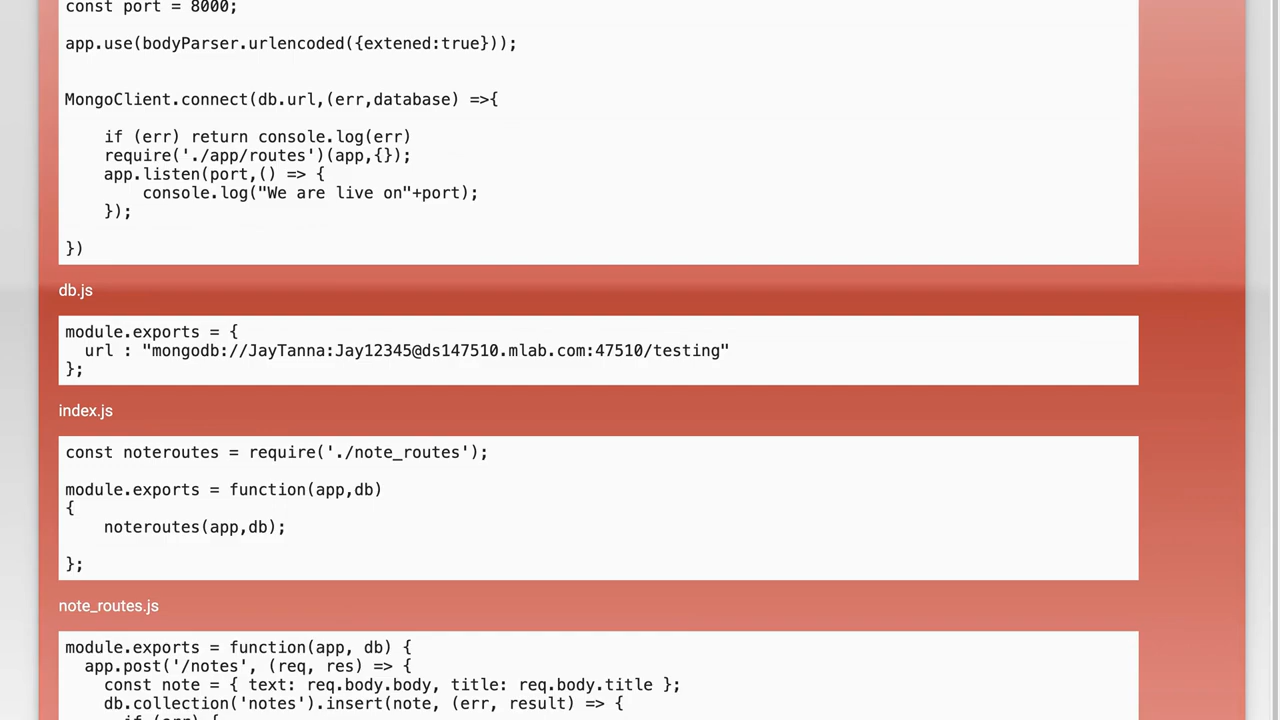 const port = 8000;
app.use(bodyParser.urlencoded({extened:true}));
MongoClient.connect(db.url,(err,database) =>{
if (err) return console.log(err)
require('./app/routes')(app,{});
app.listen(port,() => {
console.log("We are live on"+port);
});
})
db.js
module.exports = {
url : "mongodb://JayTanna:Jay12345@ds147510.mlab.com:47510/testing"
};
index.js
const noteroutes = require('./note_routes');
module.exports = function(app,db)
{
noteroutes(app,db);
};
note_routes.js
module.exports = function(app, db) {
app.post('/notes', (req, res) => {
const note = { text: req.body.body, title: req.body.title };
db.collection('notes').insert(note, (err, result) => {
if (err) {